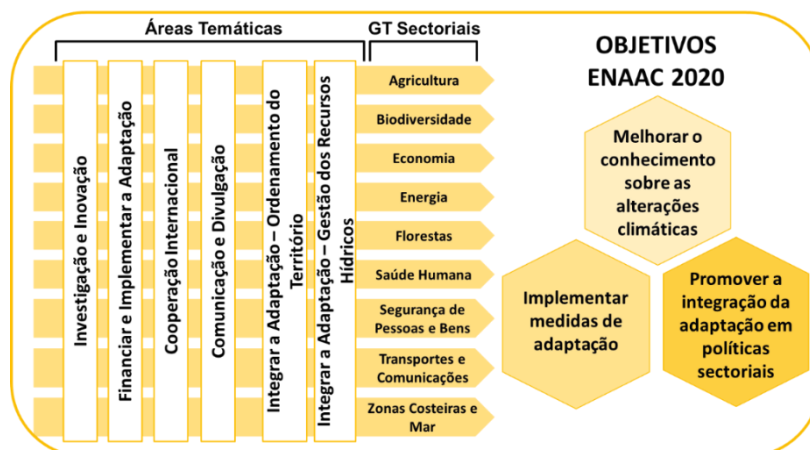 Áreas Temáticas
GT Sectoriais
Investigação e Inovação
Financiar e Implementar a Adaptação
Cooperação Internacional
Comunicação e Divulgação
Integrar a Adaptação – Ordenamento do
Território
Integrar a Adaptação – Gestão dos Recursos
Hídricos
Agricultura
Biodiversidade
Economia
Energia
Florestas
Saúde Humana
Segurança de
Pessoas e Bens
Transportes e
Comunicações
Zonas Costeiras e
Mar
OBJETIVOS
ENAAC 2020
Melhorar o
conhecimento
sobre as
alterações
climáticas
Implementar
medidas de
adaptação
Promover a
integração da
adaptação em
políticas
sectoriais